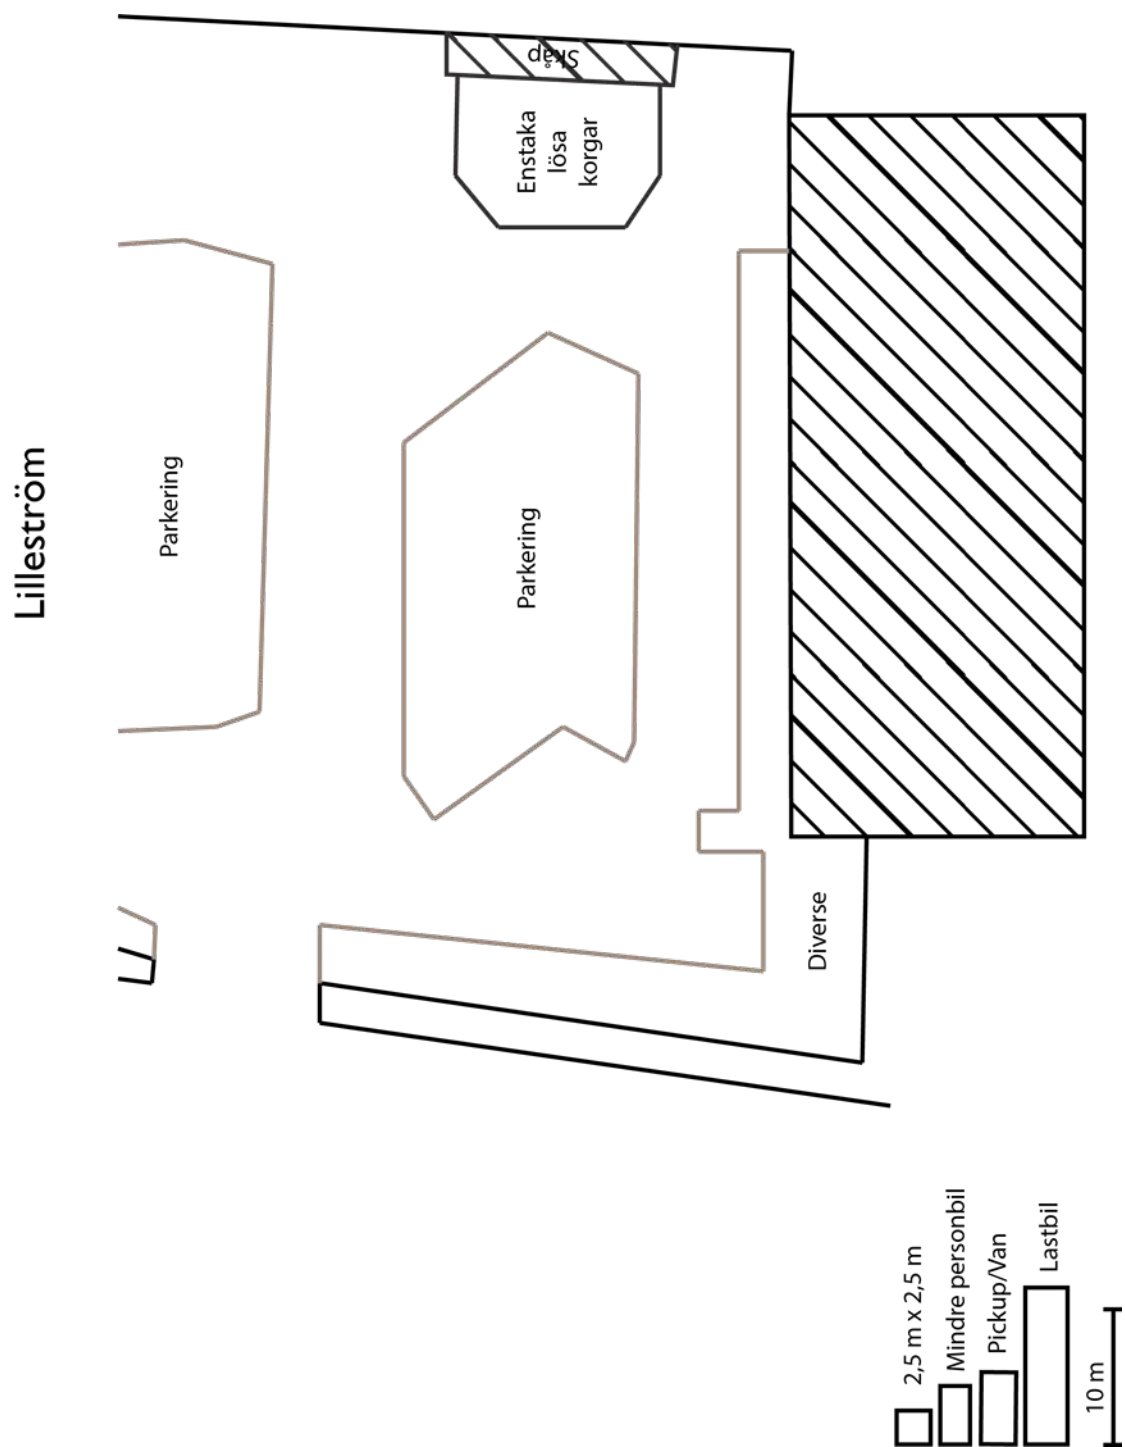 Lilleström
Parkering
Parkering
Skåp
Enstaka
lösa
korgar
Diverse
2,5 m x 2,5 m
Mindre personbil
Pickup/Van
Lastbil
10 m